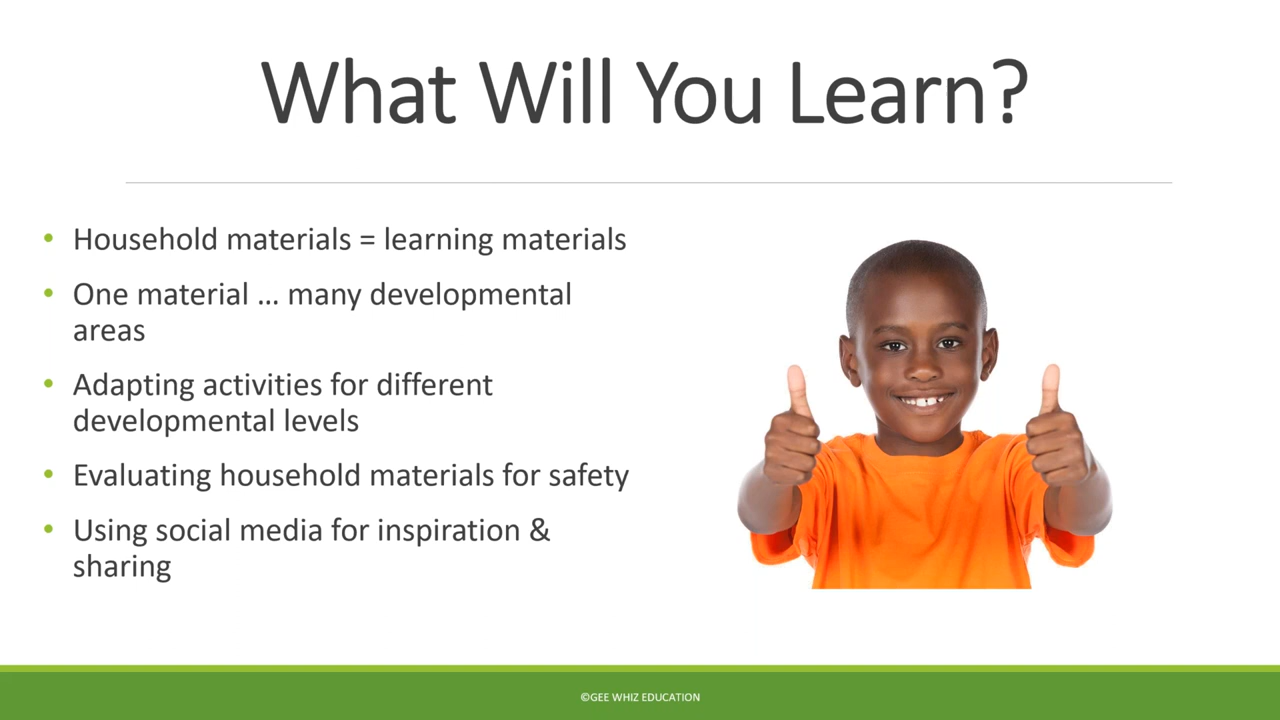 What Will You Learn?
• Household materials = learning materials
• One material … many developmental
areas
• Adapting activities for different
developmental levels
• Evaluating household materials for safety
• Using social media for inspiration &
sharing
©GEE WHIZ EDUCATION